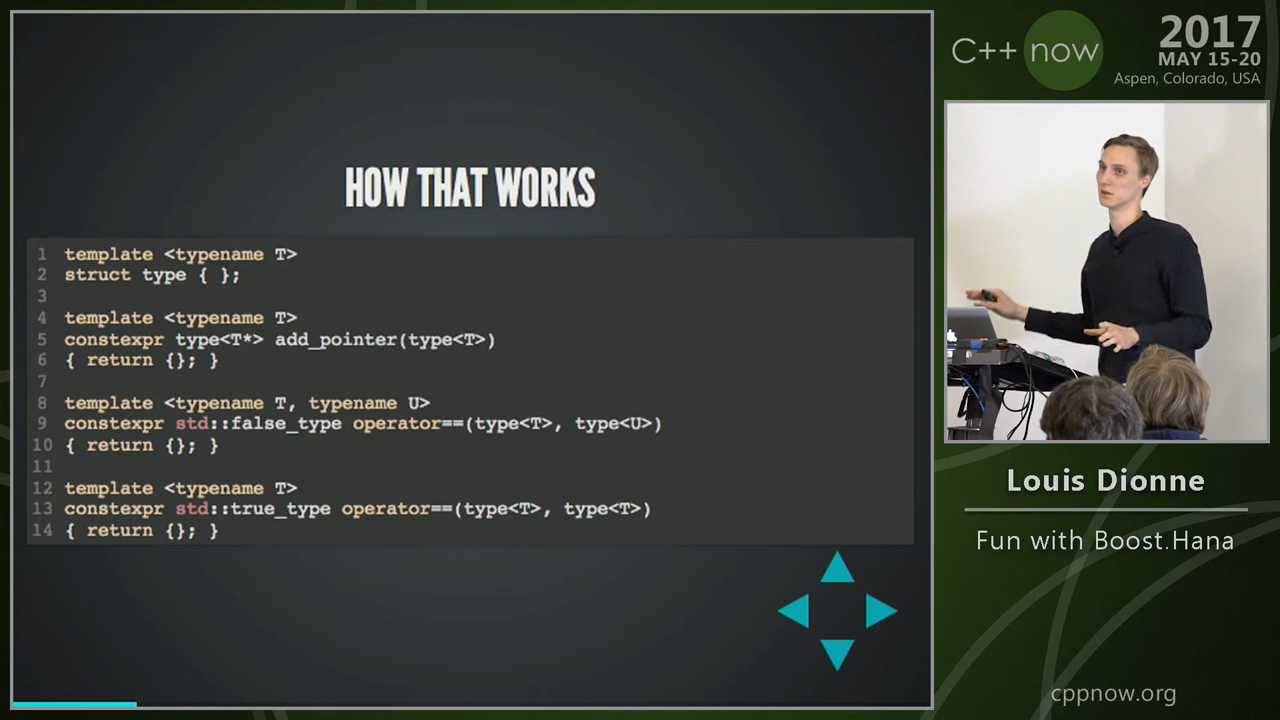 HOW THAT WORKS
1 template <typename T>
2 struct type { };
3
4 template <typename T>
5 constexpr type<T*> add_pointer(type<T>)
6 { return {}; }
7
8 template <typename T, typename U>
9 constexpr std::false_type operator==(type<T>, type<U>)
10 { return {}; }
11
12 template <typename T>
13 constexpr std::true_type operator==(type<T>, type<T>)
14 { return {}; }
C++ now
2017
MAY 15-20
Aspen, Colorado, USA
Louis Dionne
Fun with Boost.Hana
cppnow.org